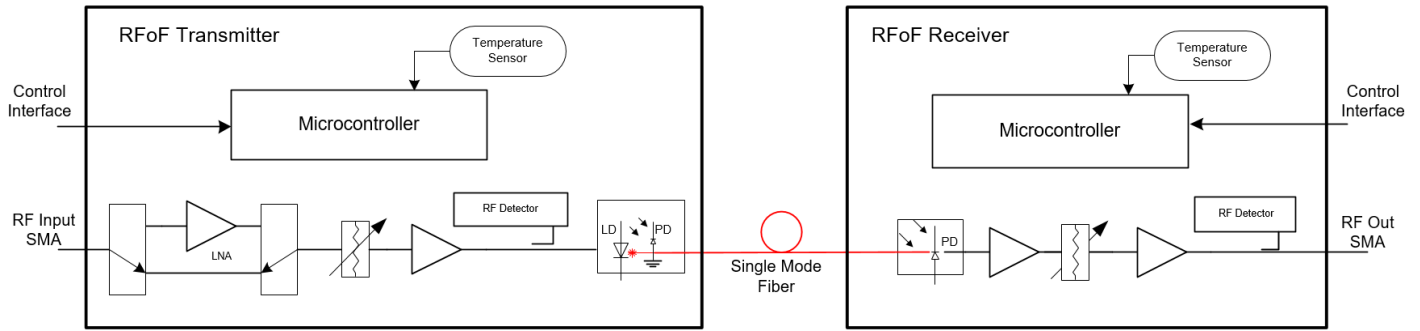 RFoF Transmitter
Temperature
Sensor
Control
Interface
Microcontroller
RF Input
SMA
LNA
RF Detector
LD
PD
Single Mode
Fiber
RFoF Receiver
Temperature
Sensor
Control
Interface
Microcontroller
PD
RF Detector
RF Out
SMA